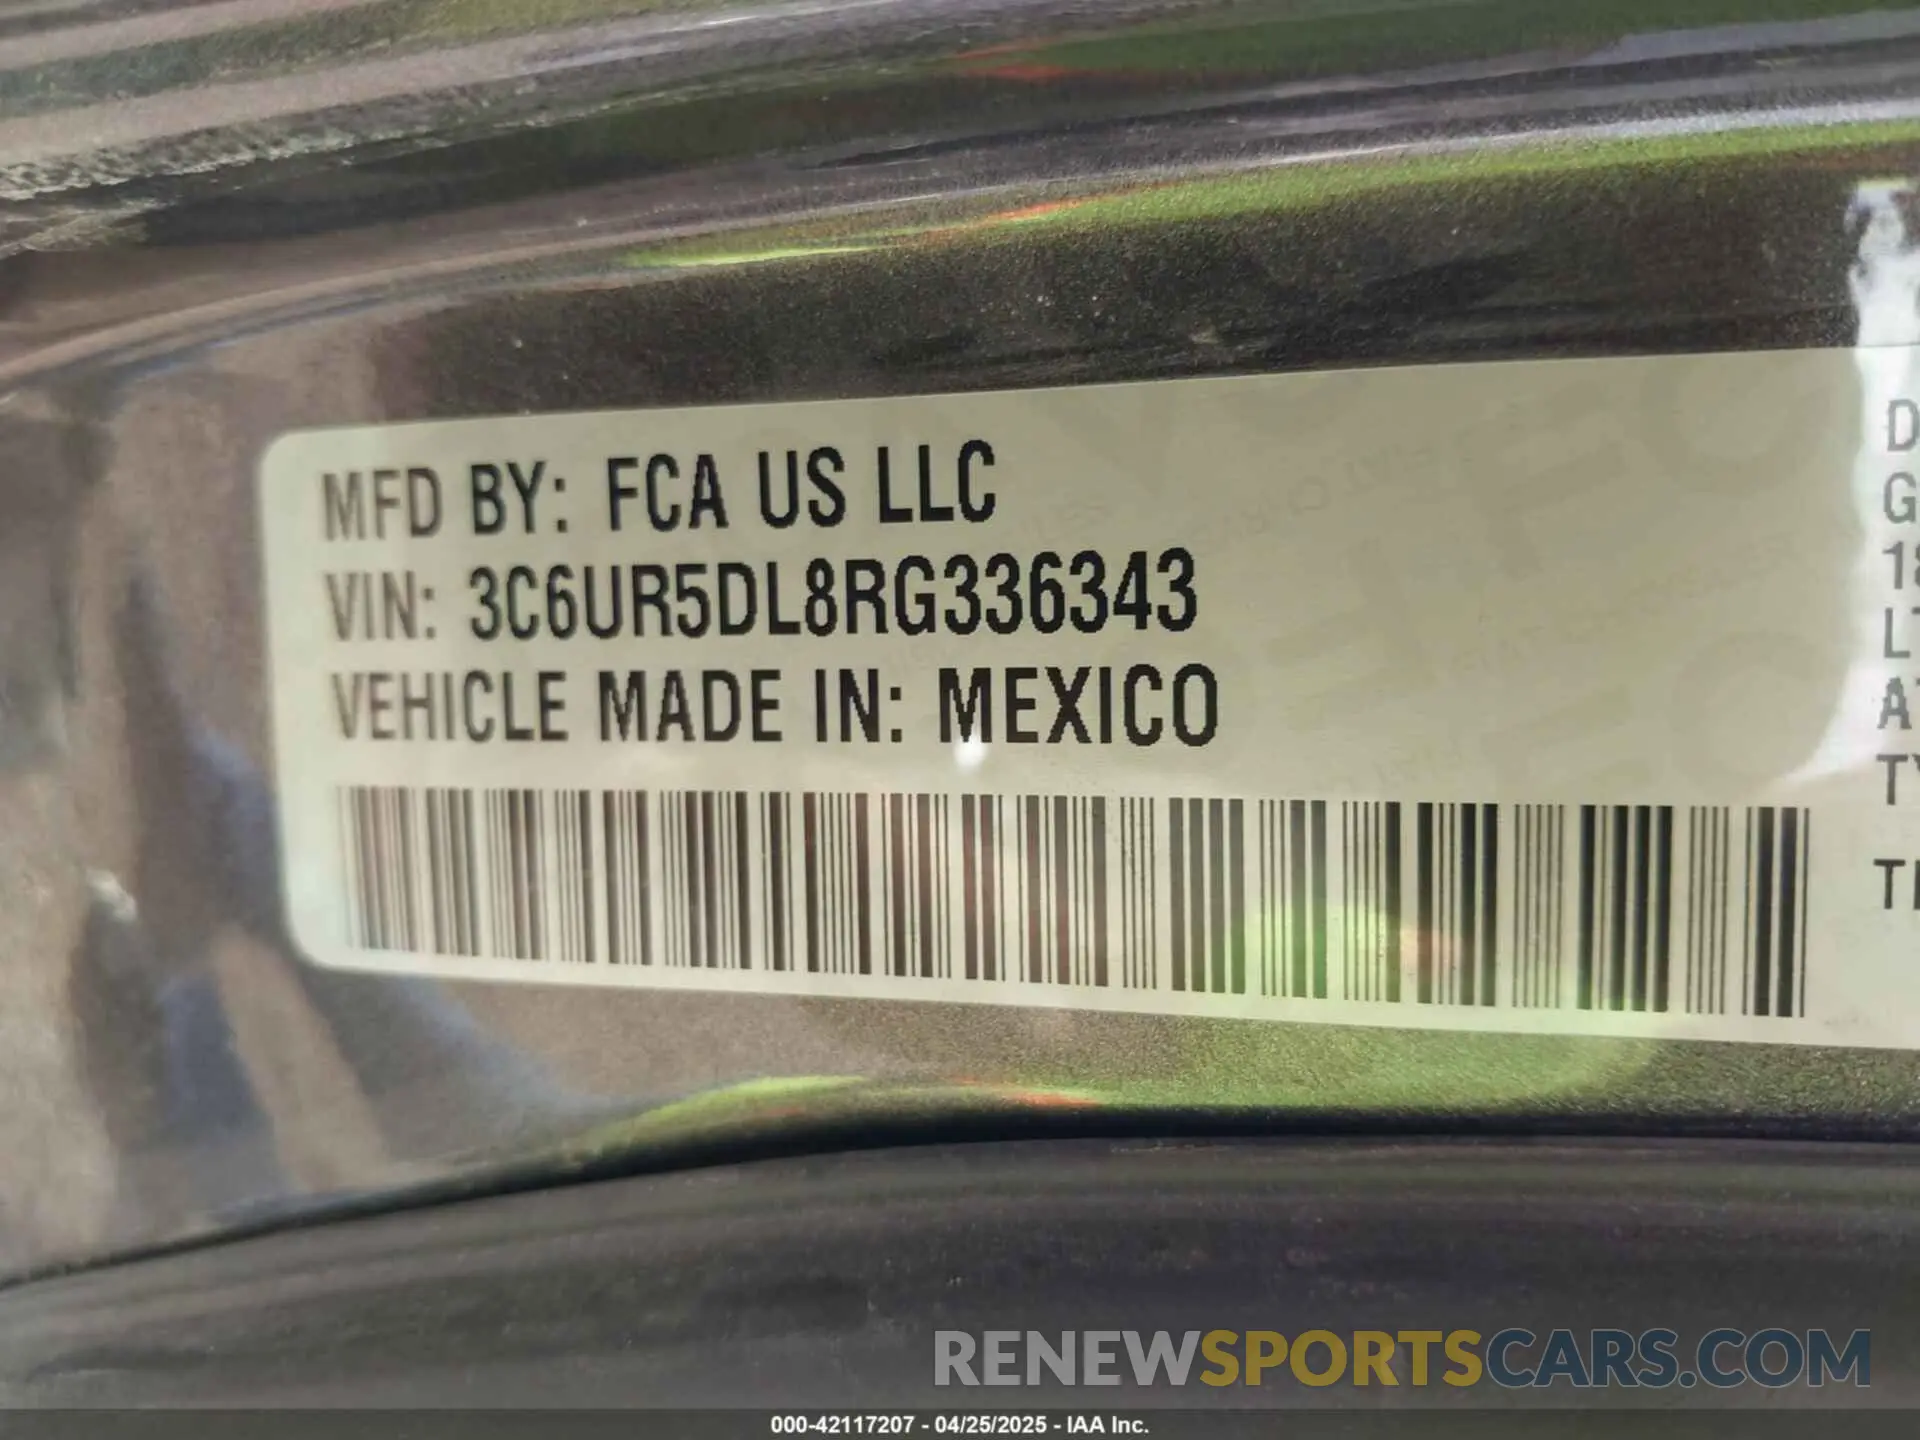 MFD BY: FCA US LLC
VIN: 3C6UR5DL8RG336343
VEHICLE MADE IN: MEXICO
RENEWSPORTSCARS.COM
000-42117207 - 04/25/2025 - IAA Inc.